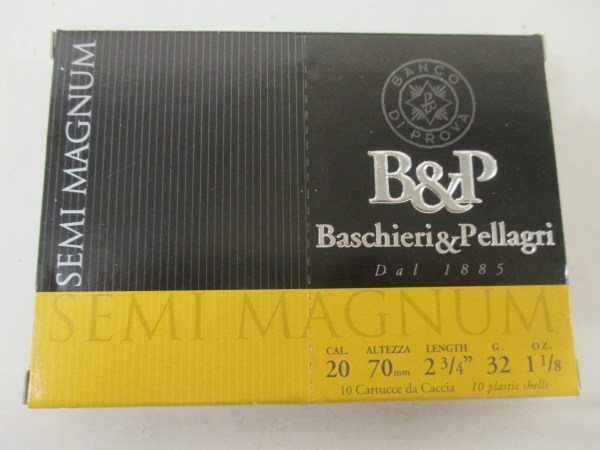 SEMI MAGNUM
BANCO DI PROVA
B&P
Baschieri&Pellagri
Dal 1885
SEMI MAGNUM
CAL. ALTEZZA LENGTH G. OZ.
20 70mm 2 3/4" 32 1 1/8
10 Cartucce da Caccia 10 plastic shells